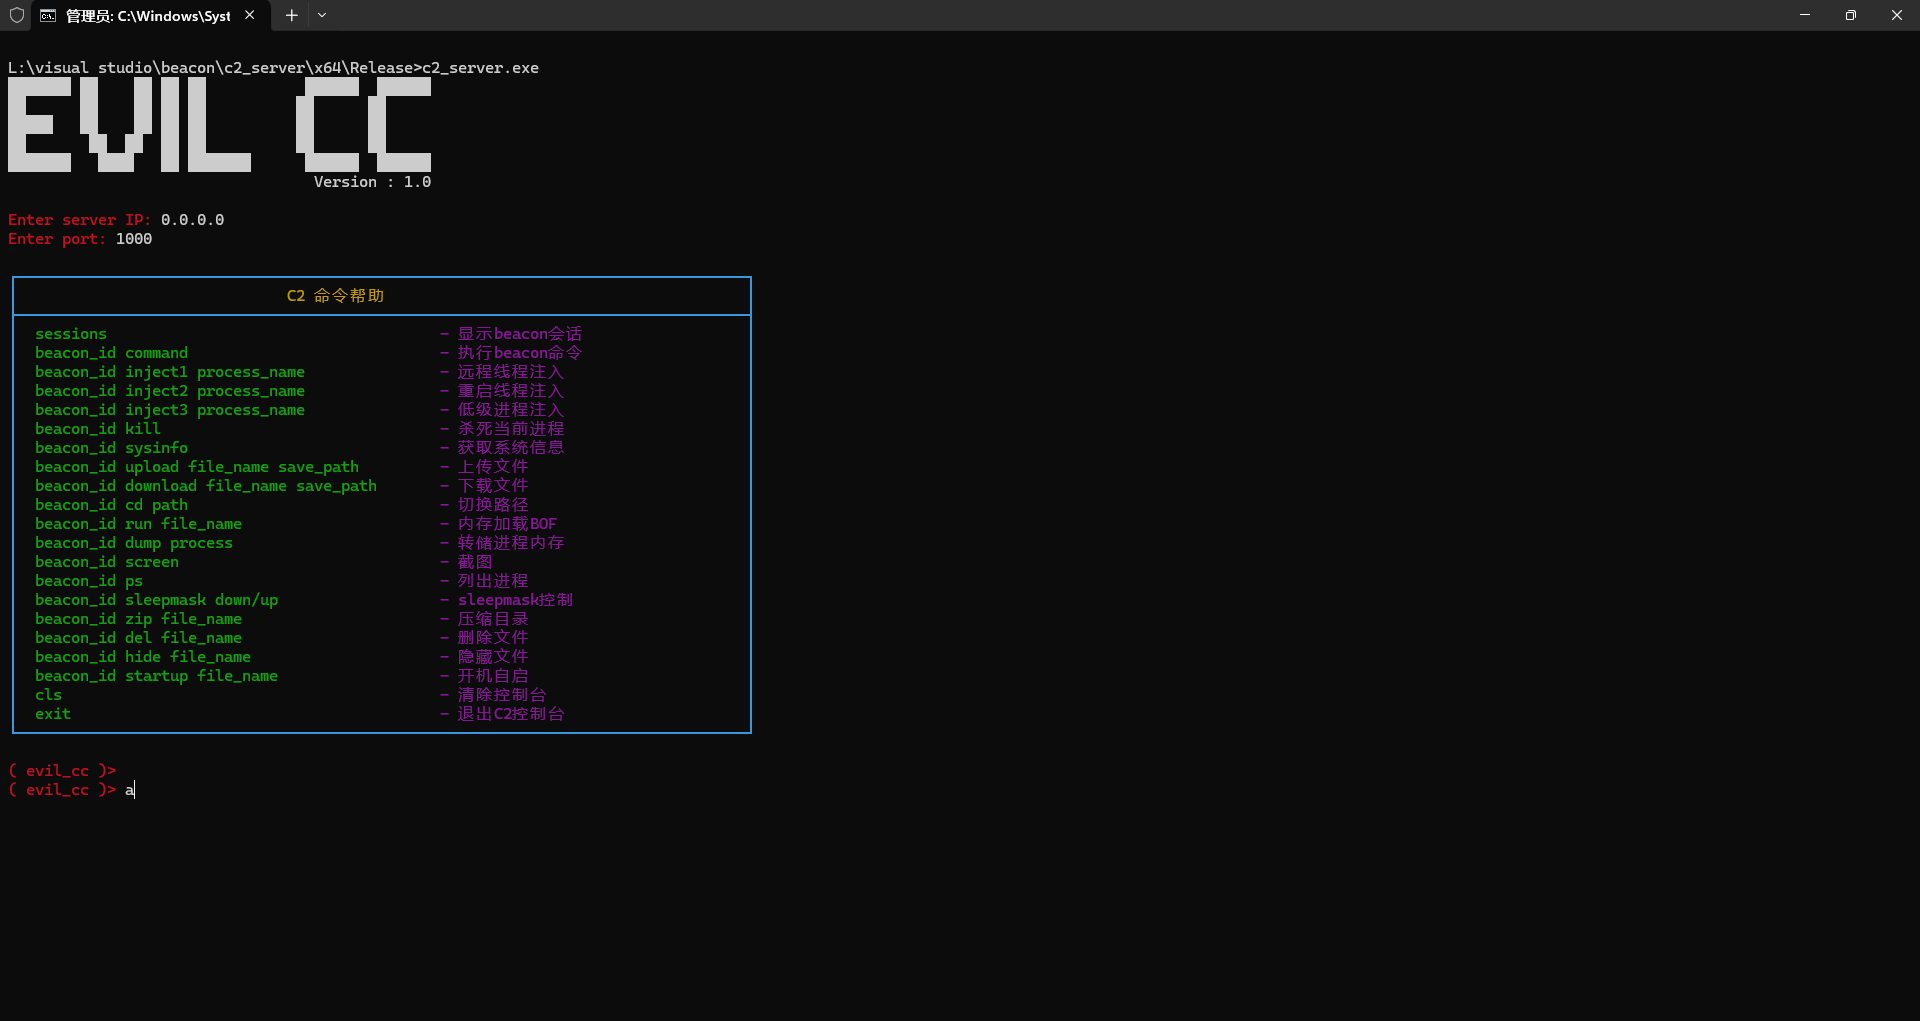 管理员: C:\Windows\Syst
L:\visual studio\beacon\c2_server\x64\Release>c2_server.exe
EVIL CC
Version : 1.0
Enter server IP: 0.0.0.0
Enter port: 1000
C2 命令帮助
sessions - 显示beacon会话
beacon_id command - 执行beacon命令
beacon_id inject1 process_name - 远程线程注入
beacon_id inject2 process_name - 重启线程注入
beacon_id inject3 process_name - 低级进程注入
beacon_id kill - 杀死当前进程
beacon_id sysinfo - 获取系统信息
beacon_id upload file_name save_path - 上传文件
beacon_id download file_name save_path - 下载文件
beacon_id cd path - 切换路径
beacon_id run file_name - 内存加载BOF
beacon_id dump process - 转储进程内存
beacon_id screen - 截图
beacon_id ps - 列出进程
beacon_id sleepmask down/up - sleepmask控制
beacon_id zip file_name - 压缩目录
beacon_id del file_name - 删除文件
beacon_id hide file_name - 隐藏文件
beacon_id startup file_name - 开机自启
cls - 清除控制台
exit - 退出C2控制台
( evil_cc )>
( evil_cc )> a